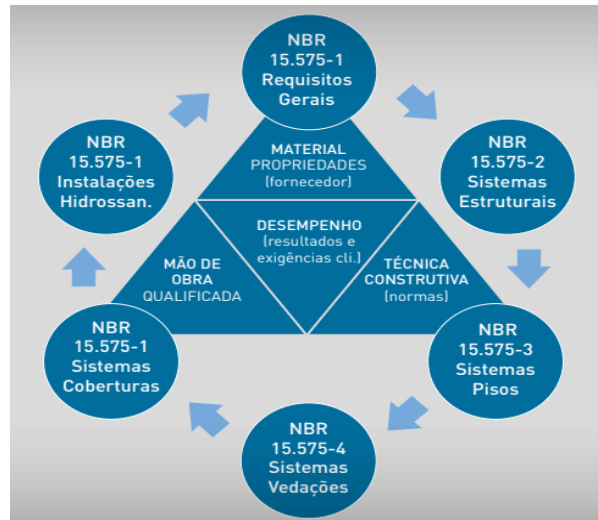 NBR
15.575-1
Requisitos
Gerais
NBR
15.575-1
Instalações
Hidrossan.
MATERIAL
PROPRIEDADES
(fornecedor)
NBR
15.575-2
Sistemas
Estruturais
DESEMPENHO
(resultados e
exigências cli.)
MÃO DE
OBRA
QUALIFICADA
TÉCNICA
CONSTRUTIVA
(normas)
NBR
15.575-1
Sistemas
Coberturas
NBR
15.575-3
Sistemas
Pisos
NBR
15.575-4
Sistemas
Vedações